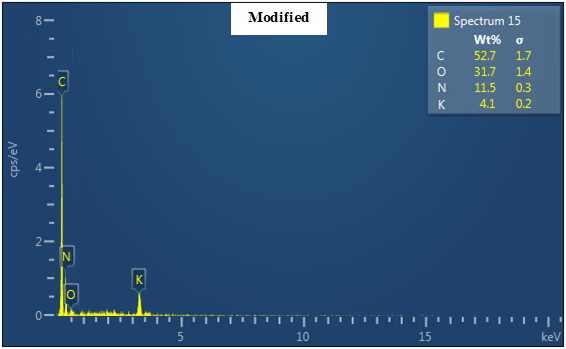 Modified
Spectrum 15
Wt% σ
C 52.7 1.7
O 31.7 1.4
N 11.5 0.3
K 4.1 0.2
8
6
4
2
0
cps/eV
C
N
O
K
5 10 15 keV